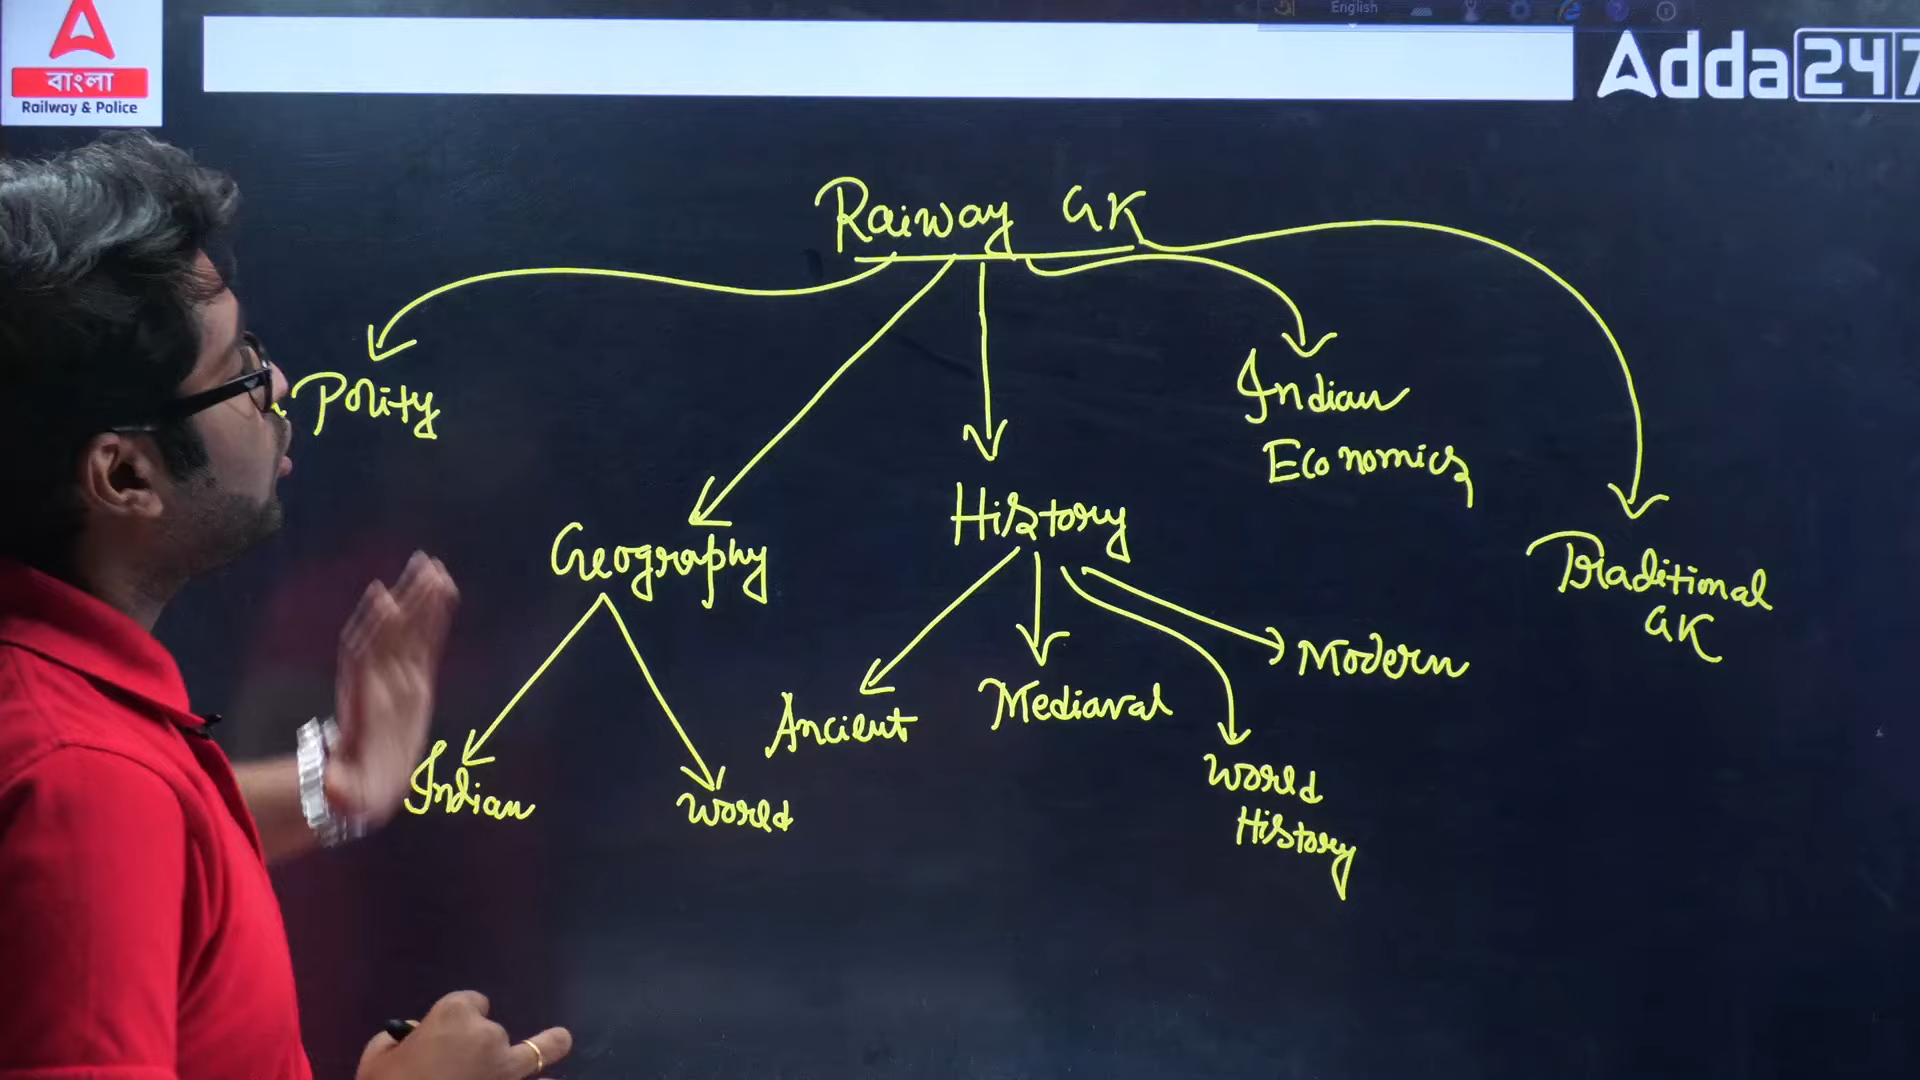 বাংলা
Railway & Police
English
Adda247
Raiway GK
Polity
Indian
Economics
History
Geography
Traditional
GK
Modern
Mediaval
Ancient
World
History
Indian
World